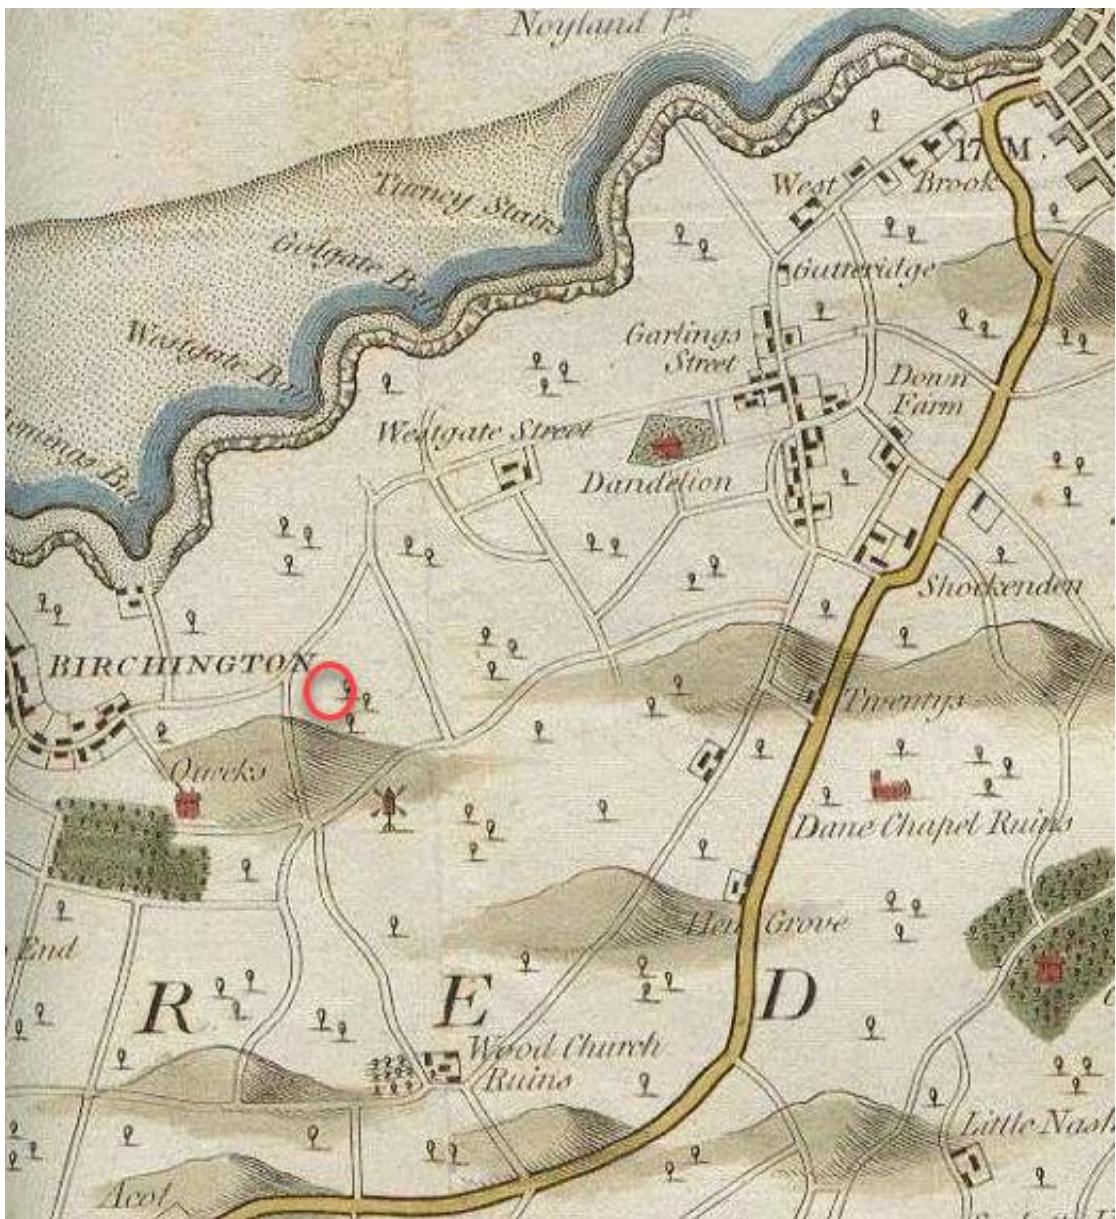 Noyland Pt.
17 M.
West Brook
Turney Stairs
Golgate Bay
Gutteridge
Garlings
Street
Westgate Bay
Down
Farm
Westgate Street
Dandelion
Shockenden
BIRCHINGTON
Twentys
Queks
Dane Chapel Ruins
Hen Grove
End
R E D
Wood Church
Ruins
Little Nash
Acol